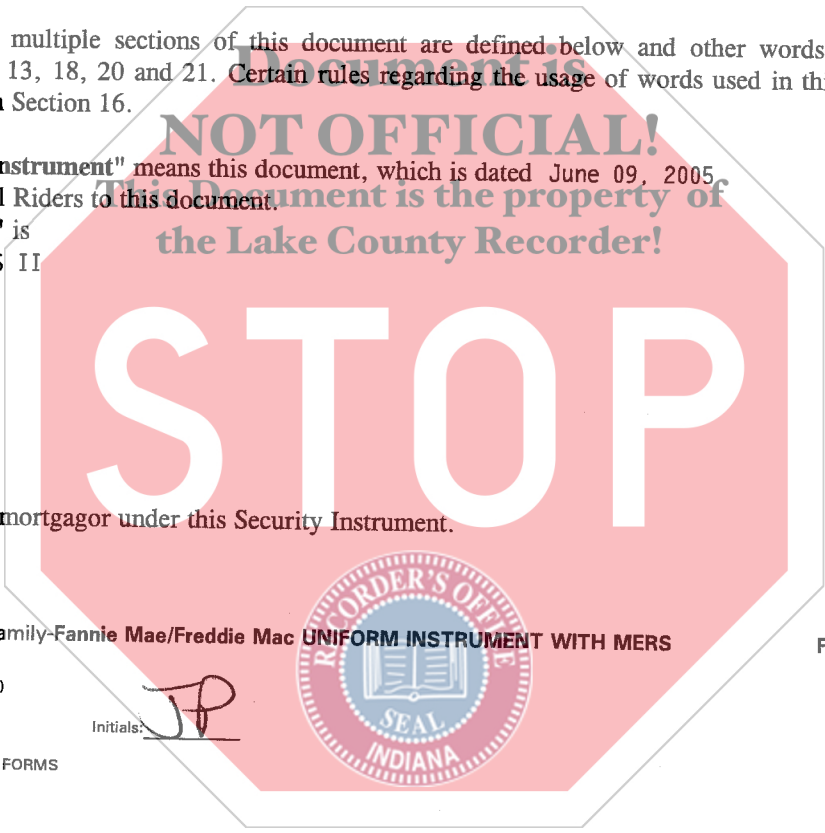 multiple sections of this document are defined below and other words
Document is
13, 18, 20 and 21. Certain rules regarding the usage of words used in
Section 16.
NOT OFFICIAL!
nstrument" means this document, which is dated June 09, 2005
This Document is the property of
Riders to this document.
is
the Lake County Recorder!
II
STOP
mortgagor under this Security Instrument.
RECORDER'S OFFICE
amily-Fannie Mae/Freddie Mac UNIFORM INSTRUMENT WITH MERS
Initials: JP
SEAL
INDIANA
FORMS